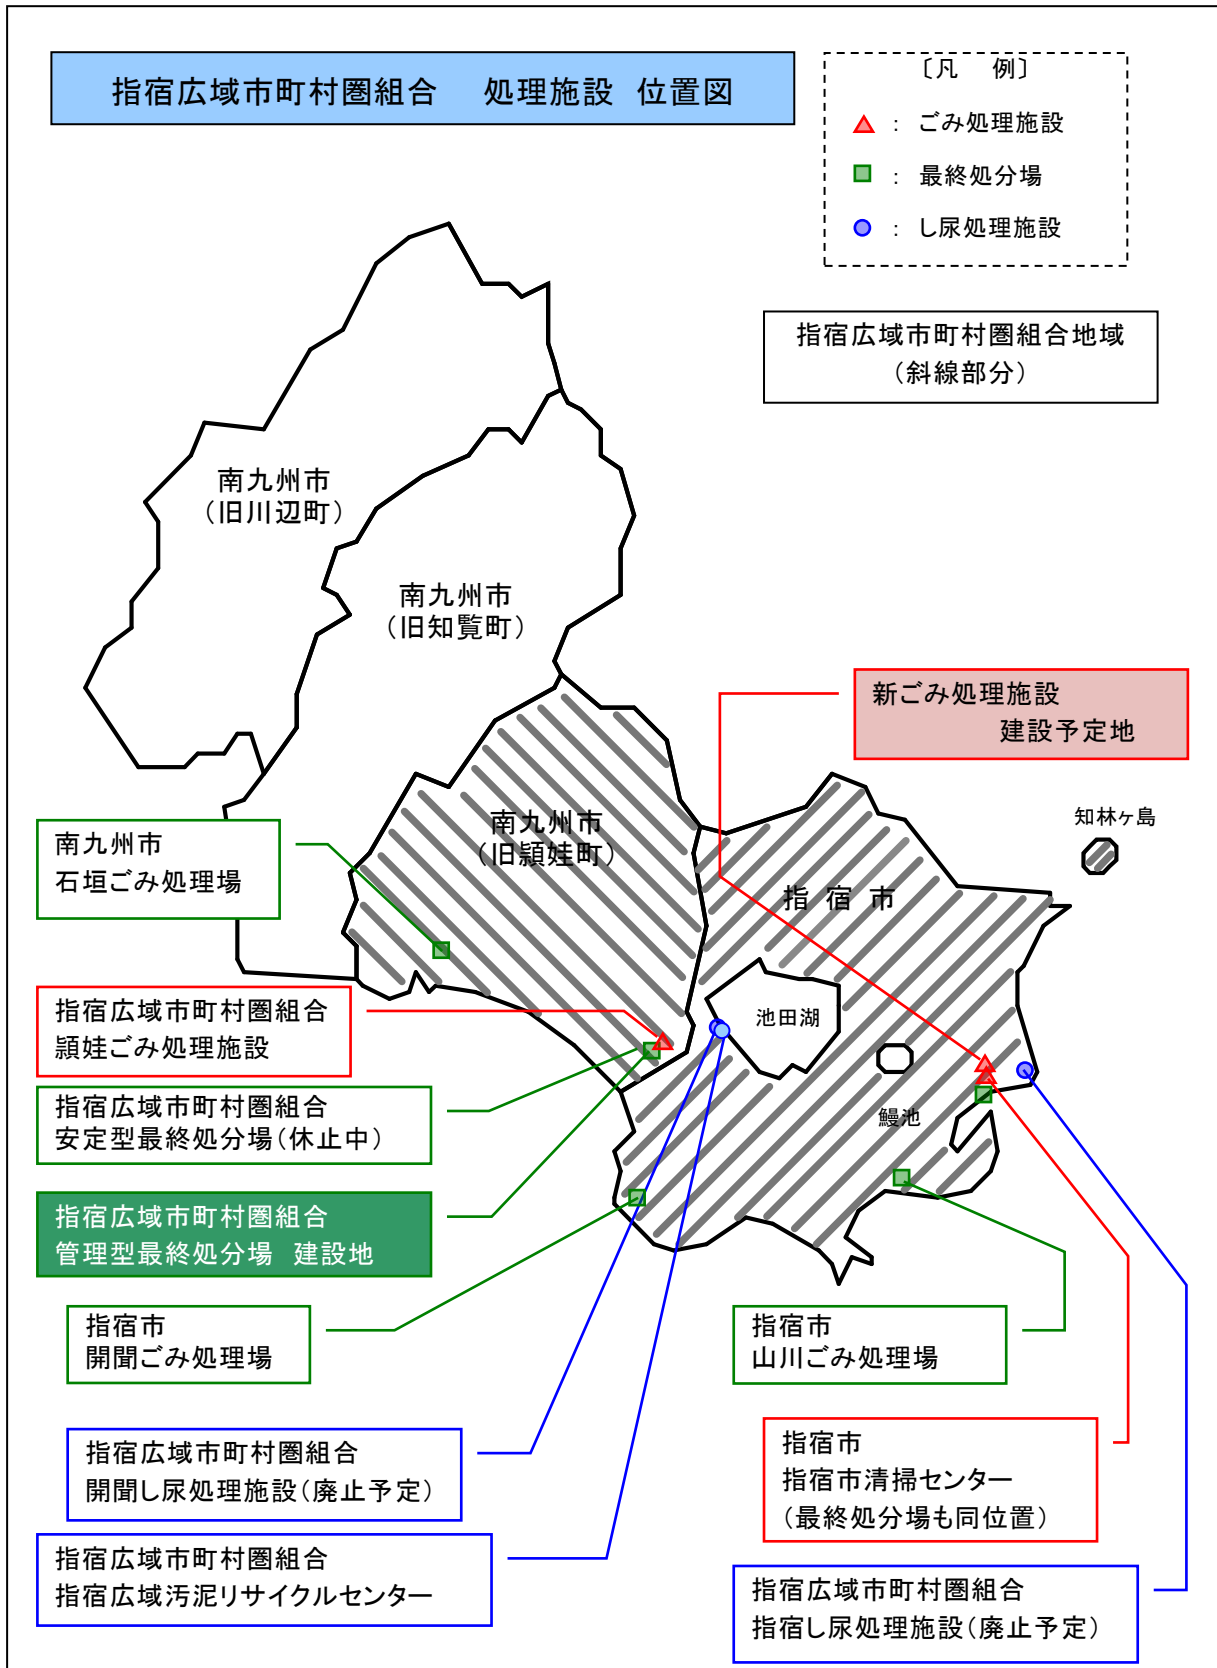 指宿広域市町村圏組合　処理施設 位置図
〔凡　例〕
： ごみ処理施設
： 最終処分場
： し尿処理施設
指宿広域市町村圏組合地域
（斜線部分）
南九州市
（旧川辺町）
南九州市
（旧知覧町）
新ごみ処理施設
建設予定地
知林ヶ島
南九州市
（旧頴娃町）
南九州市
石垣ごみ処理場
指 宿 市
池田湖
指宿広域市町村圏組合
頴娃ごみ処理施設
鰻池
指宿広域市町村圏組合
安定型最終処分場（休止中）
指宿広域市町村圏組合
管理型最終処分場　建設地
指宿市
開聞ごみ処理場
指宿市
山川ごみ処理場
指宿広域市町村圏組合
開聞し尿処理施設（廃止予定）
指宿市
指宿市清掃センター
（最終処分場も同位置）
指宿広域市町村圏組合
指宿広域汚泥リサイクルセンター
指宿広域市町村圏組合
指宿し尿処理施設（廃止予定）